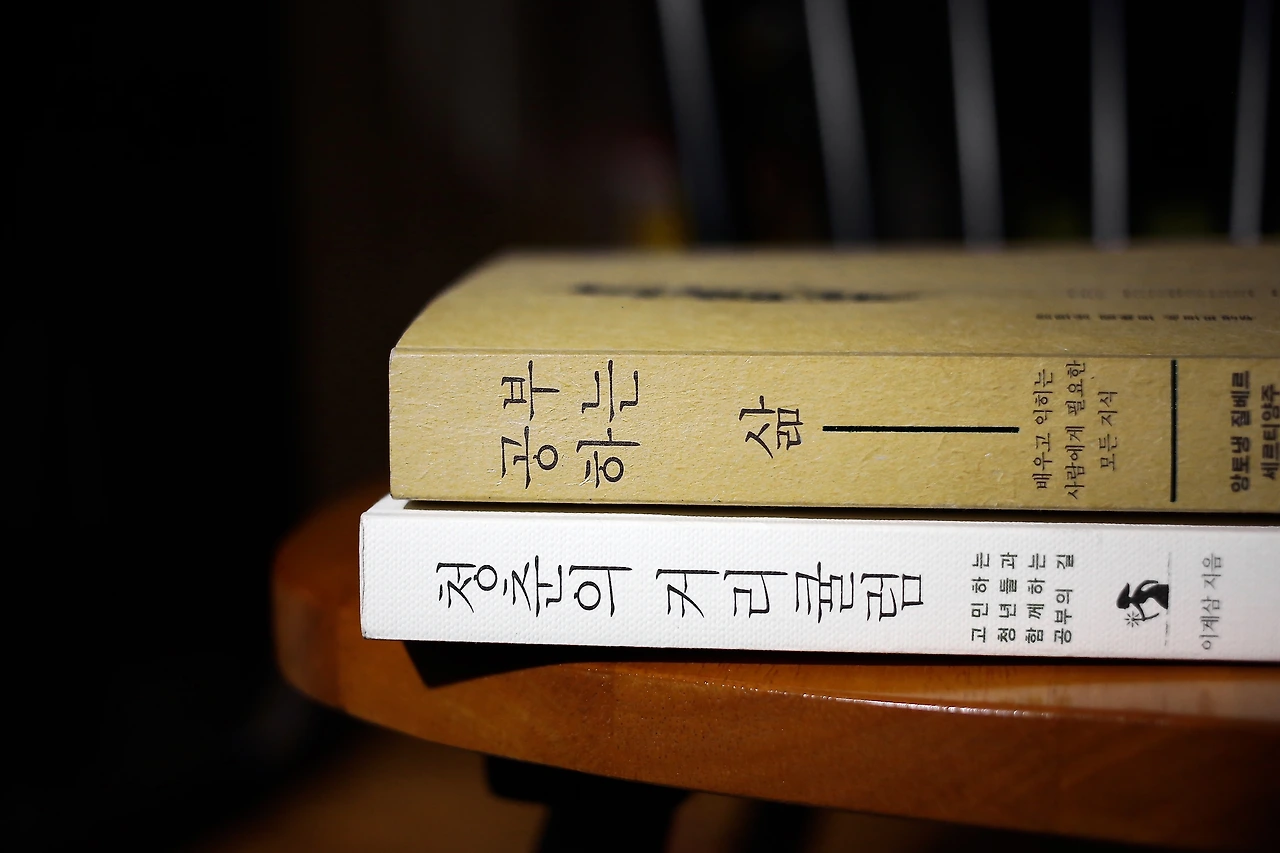 공부
하는
삶
배우고 익히는
사람에게 필요한
모든 지식
앙토냉 질베르
세르티양주
청춘의 커리큘럼
고민하는
청년들과
함께하는
공부의 길
이계삼 지음